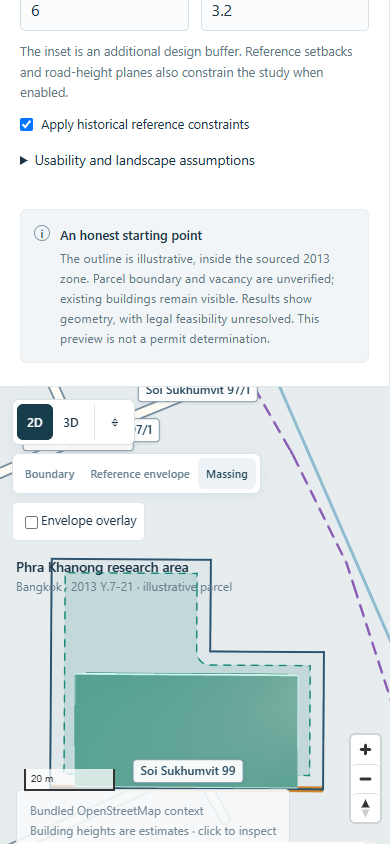 6
3.2
The inset is an additional design buffer. Reference setbacks
and road-height planes also constrain the study when
enabled.
Apply historical reference constraints
Usability and landscape assumptions
An honest starting point
The outline is illustrative, inside the sourced 2013
zone. Parcel boundary and vacancy are unverified;
existing buildings remain visible. Results show
geometry, with legal feasibility unresolved. This
preview is not a permit determination.
Soi Sukhumvit 97/1
2D
3D
7/1
Boundary
Reference envelope
Massing
Envelope overlay
Phra Khanong research area
Bangkok · 2013 Y.7-21 · illustrative parcel
Soi Sukhumvit 99
20 m
Bundled OpenStreetMap context
Building heights are estimates · click to inspect